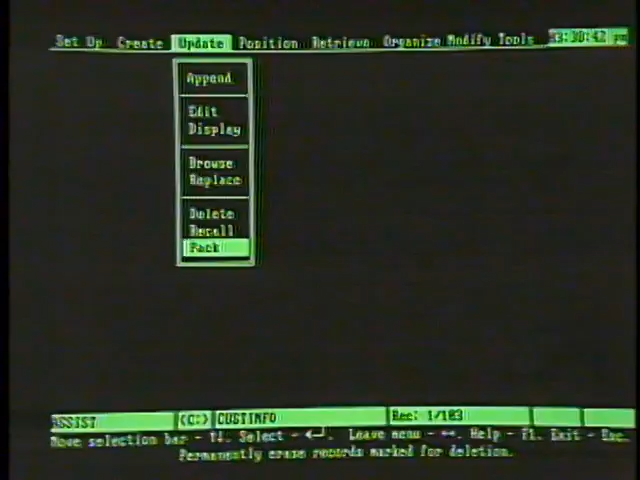 Set Up Create Update Position Retrieve Organize Modify Tools :30:42 pm
Append
Edit
Display
Browse
Replace
Delete
Recall
Pack
ASSIST <C:> CUSTINFO Rec: 1/103
Move selection bar - ↑↓. Select - ↵. Leave menu - ↔. Help - F1. Exit - Esc.
Permanently erase records marked for deletion.